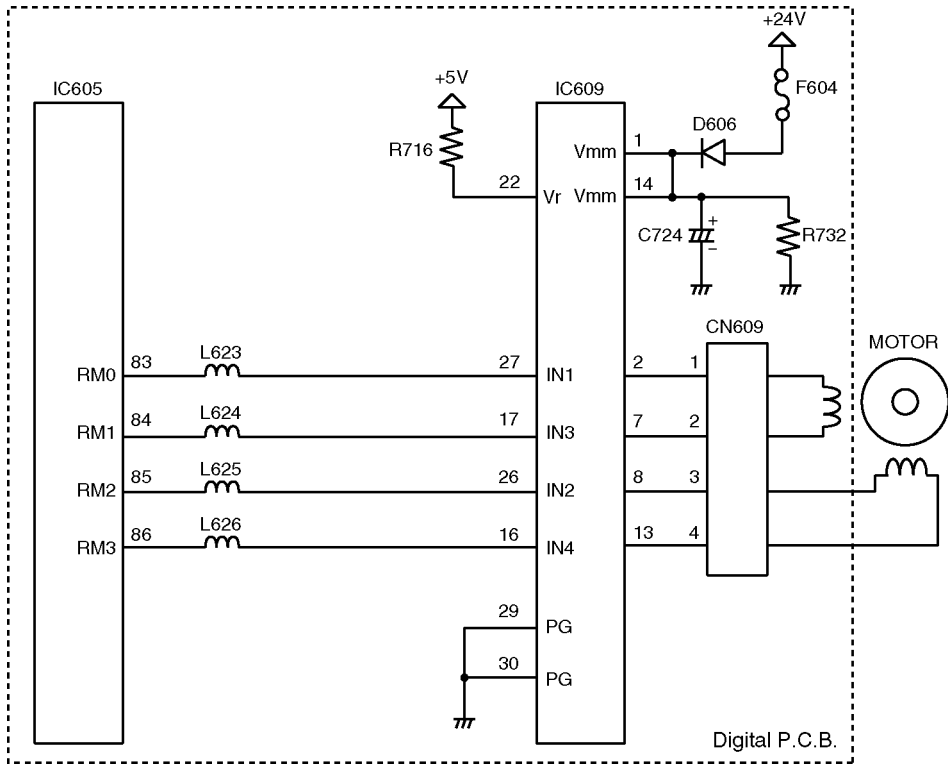 +24V
IC605
+5V
IC609
F604
R716
D606
Vmm
1
22
Vr
Vmm
14
C724
+
−
R732
CN609
MOTOR
RM0
83
L623
27
IN1
2
1
RM1
84
L624
17
IN3
7
2
RM2
85
L625
26
IN2
8
3
RM3
86
L626
16
IN4
13
4
29
PG
30
PG
Digital P.C.B.